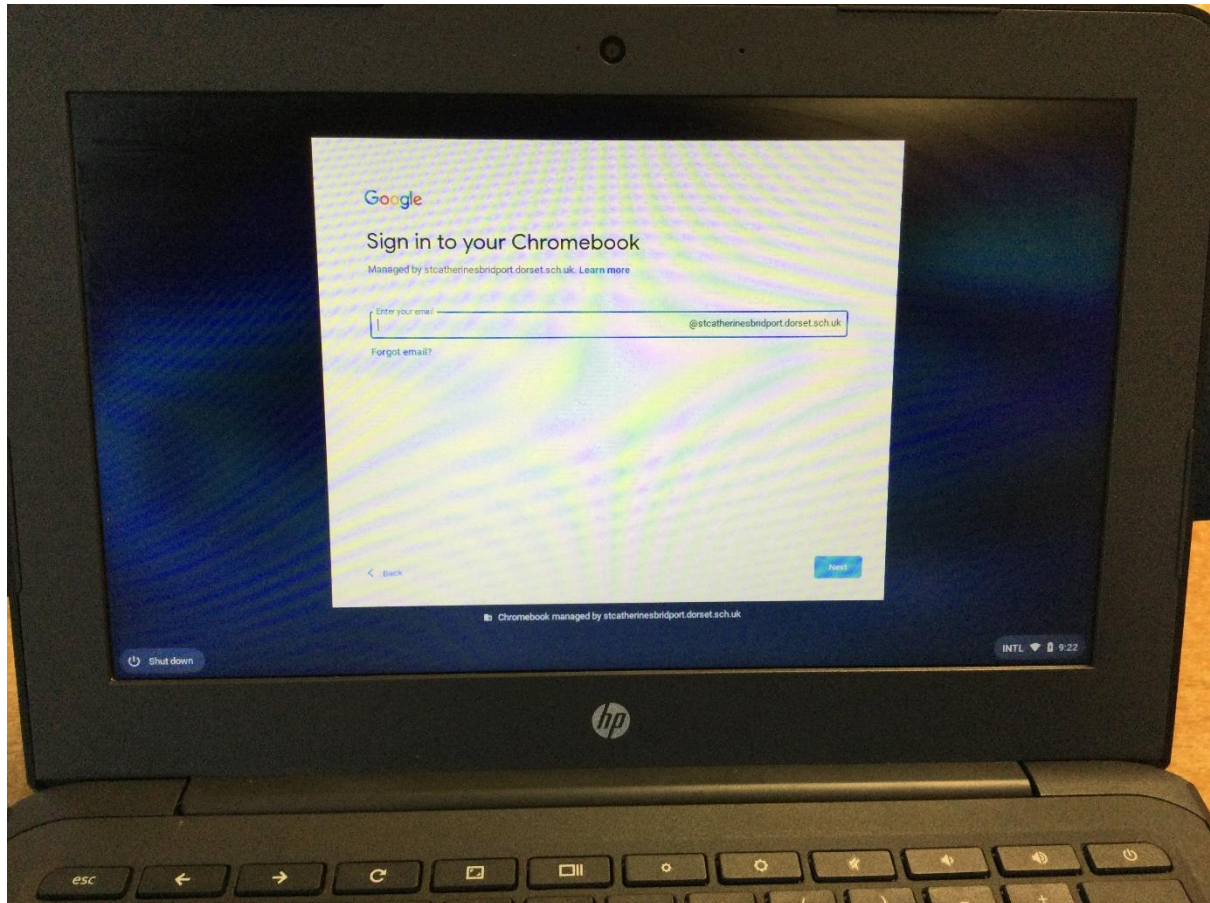 Google
Sign in to your Chromebook
Managed by stcatherinesbridport.dorset.sch.uk. Learn more
Enter your email
@stcatherinesbridport.dorset.sch.uk
Forgot email?
Back
Next
Chromebook managed by stcatherinesbridport.dorset.sch.uk
Shut down
INTL 9:22
hp
esc